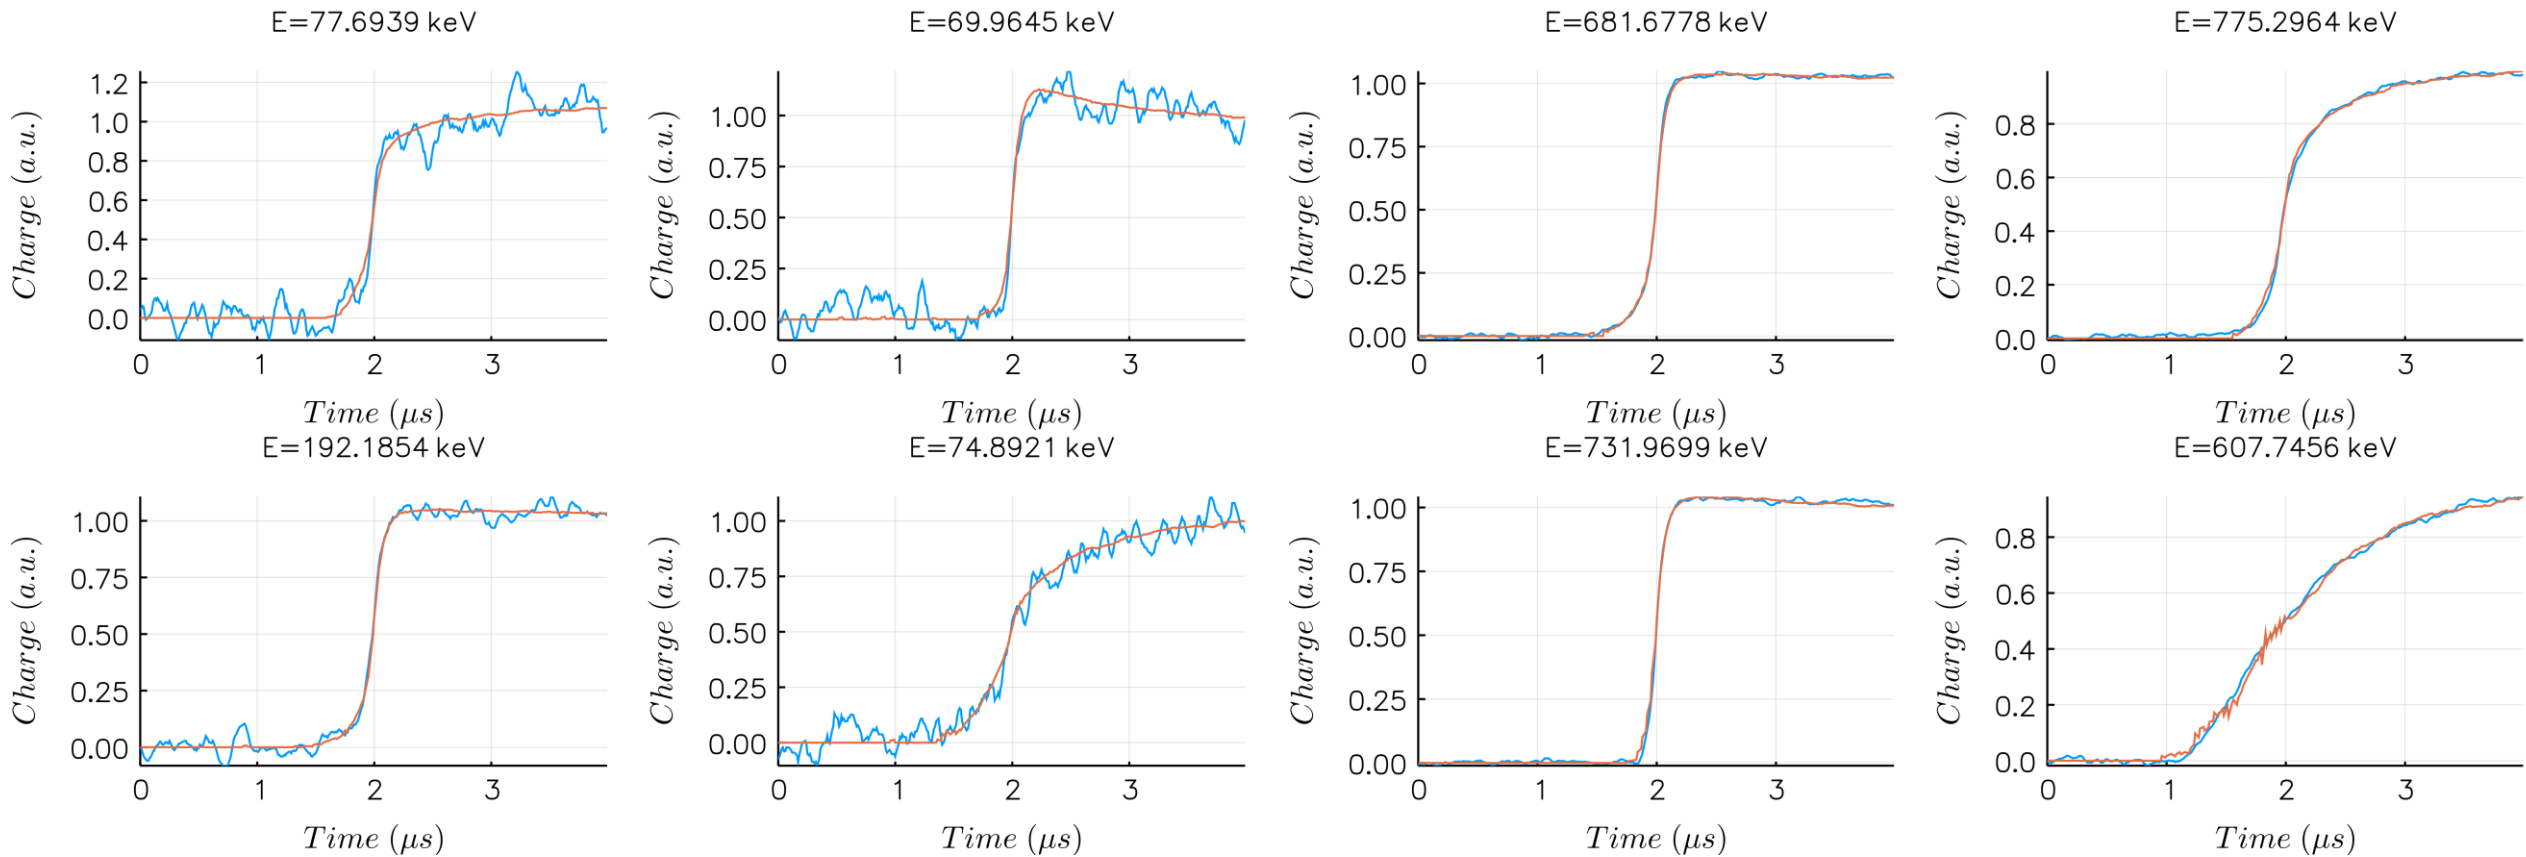 E=77.6939 keV
E=69.9645 keV
E=681.6778 keV
E=775.2964 keV
Charge (a.u.)
1.2
1.0
0.8
0.6
0.4
0.2
0.0
0 1 2 3
Time (μs)
Charge (a.u.)
1.00
0.75
0.50
0.25
0.00
0 1 2 3
Time (μs)
Charge (a.u.)
1.00
0.75
0.50
0.25
0.00
0 1 2 3
Time (μs)
Charge (a.u.)
0.8
0.6
0.4
0.2
0.0
0 1 2 3
Time (μs)
E=192.1854 keV
E=74.8921 keV
E=731.9699 keV
E=607.7456 keV
Charge (a.u.)
1.00
0.75
0.50
0.25
0.00
0 1 2 3
Time (μs)
Charge (a.u.)
1.00
0.75
0.50
0.25
0.00
0 1 2 3
Time (μs)
Charge (a.u.)
1.00
0.75
0.50
0.25
0.00
0 1 2 3
Time (μs)
Charge (a.u.)
0.8
0.6
0.4
0.2
0.0
0 1 2 3
Time (μs)